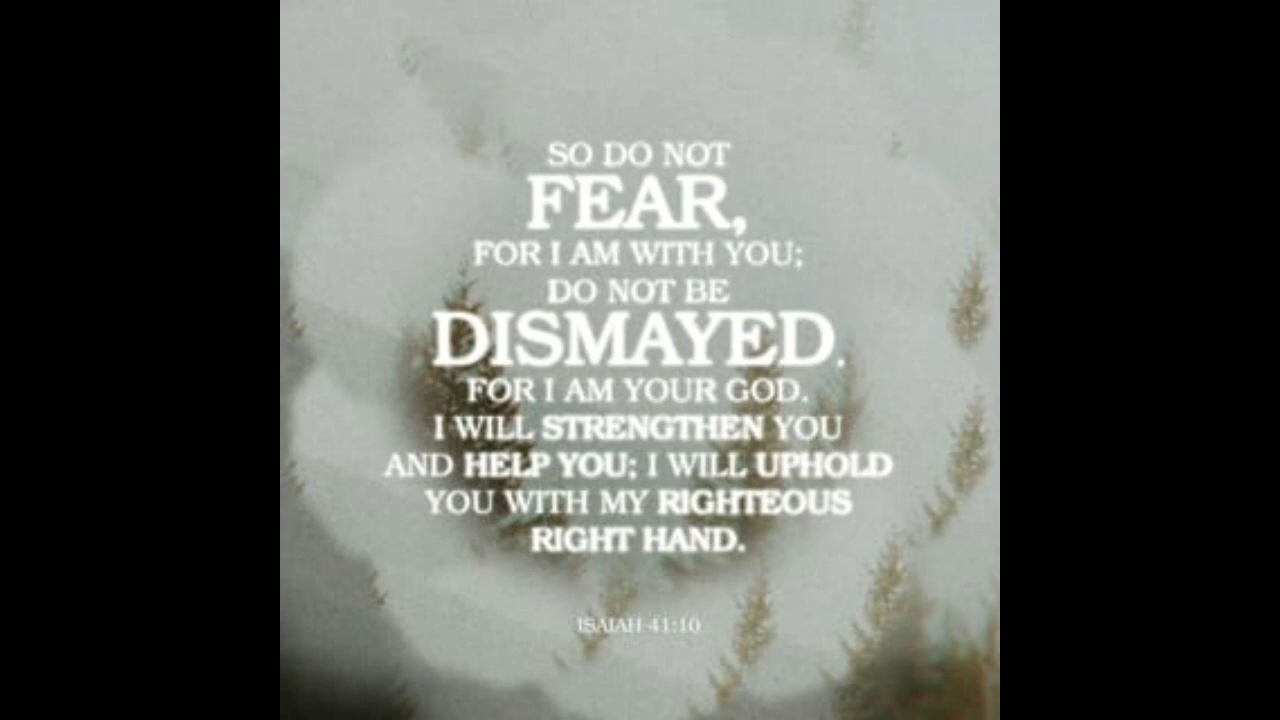 SO DO NOT
FEAR,
FOR I AM WITH YOU;
DO NOT BE
DISMAYED.
FOR I AM YOUR GOD.
I WILL STRENGTHEN YOU
AND HELP YOU; I WILL UPHOLD
YOU WITH MY RIGHTEOUS
RIGHT HAND.
ISAIAH 41:10